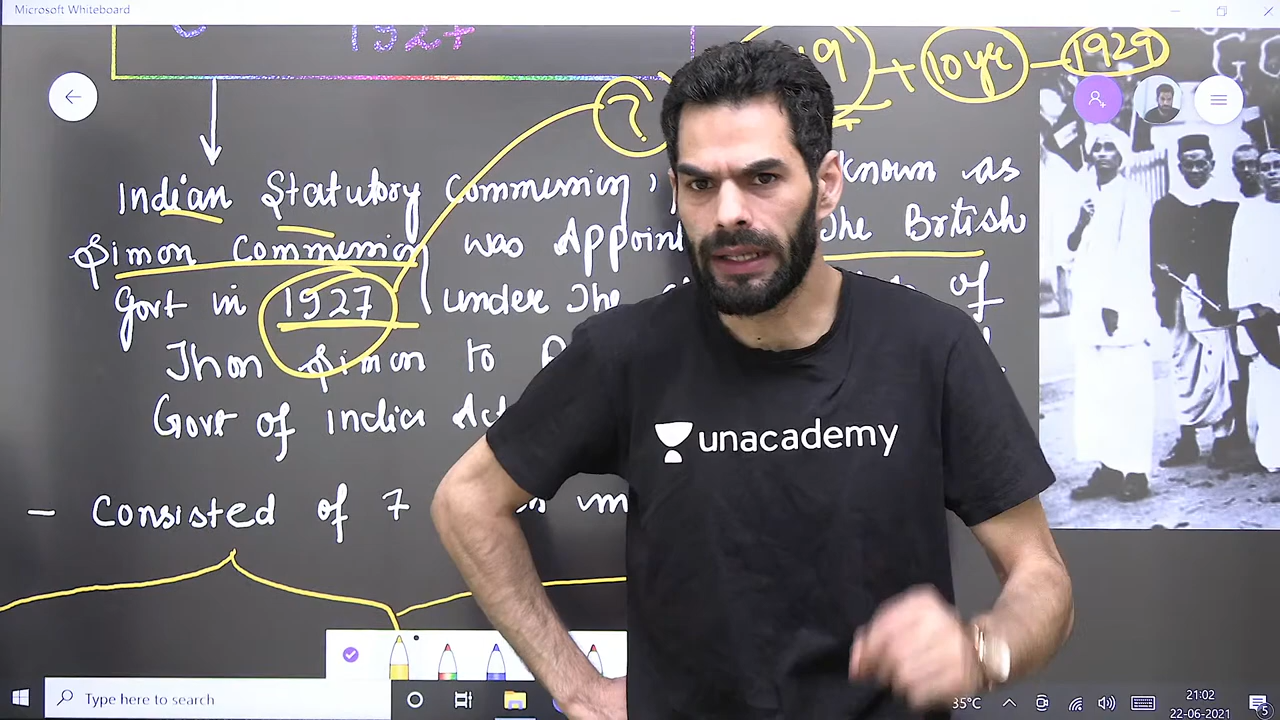 Microsoft Whiteboard
1927
19 + 10 yr - 1929
?
Indian Statutory Commission, known as
Simon Commission was Appoint the Brtish
Govt in 1927 under The of
Jhon Simon to
Govt of India Act
- Consisted of 7 m
unacademy
Type here to search
35°C
21:02
22-06-2021
5